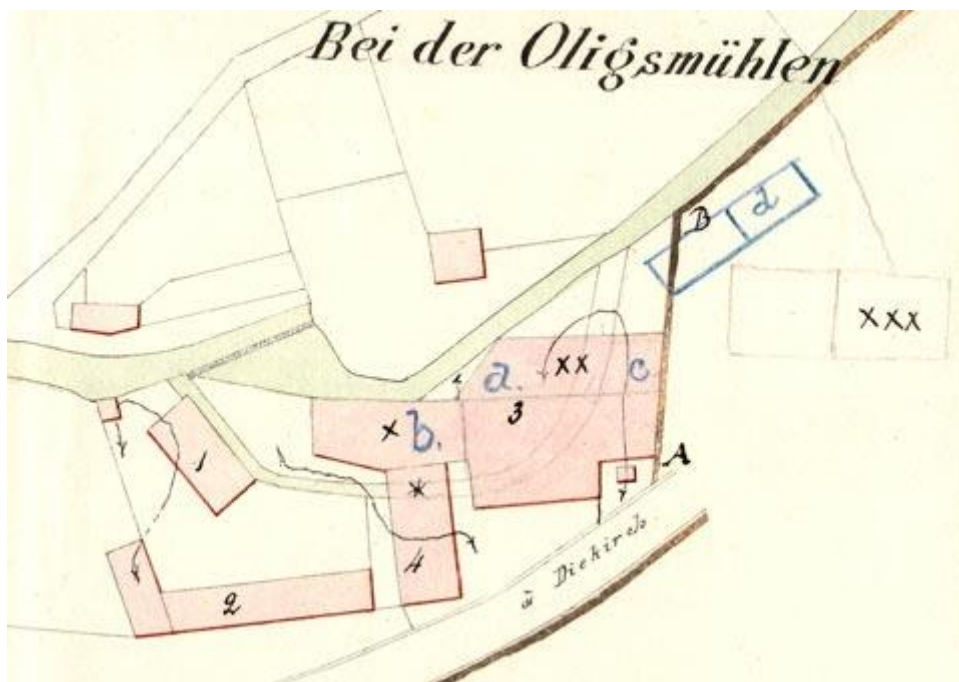 Bei der Oligsmühlen
B
d
xxx
a.
xx
c
3
x
b.
A
1
*
4
2
à Diekirch